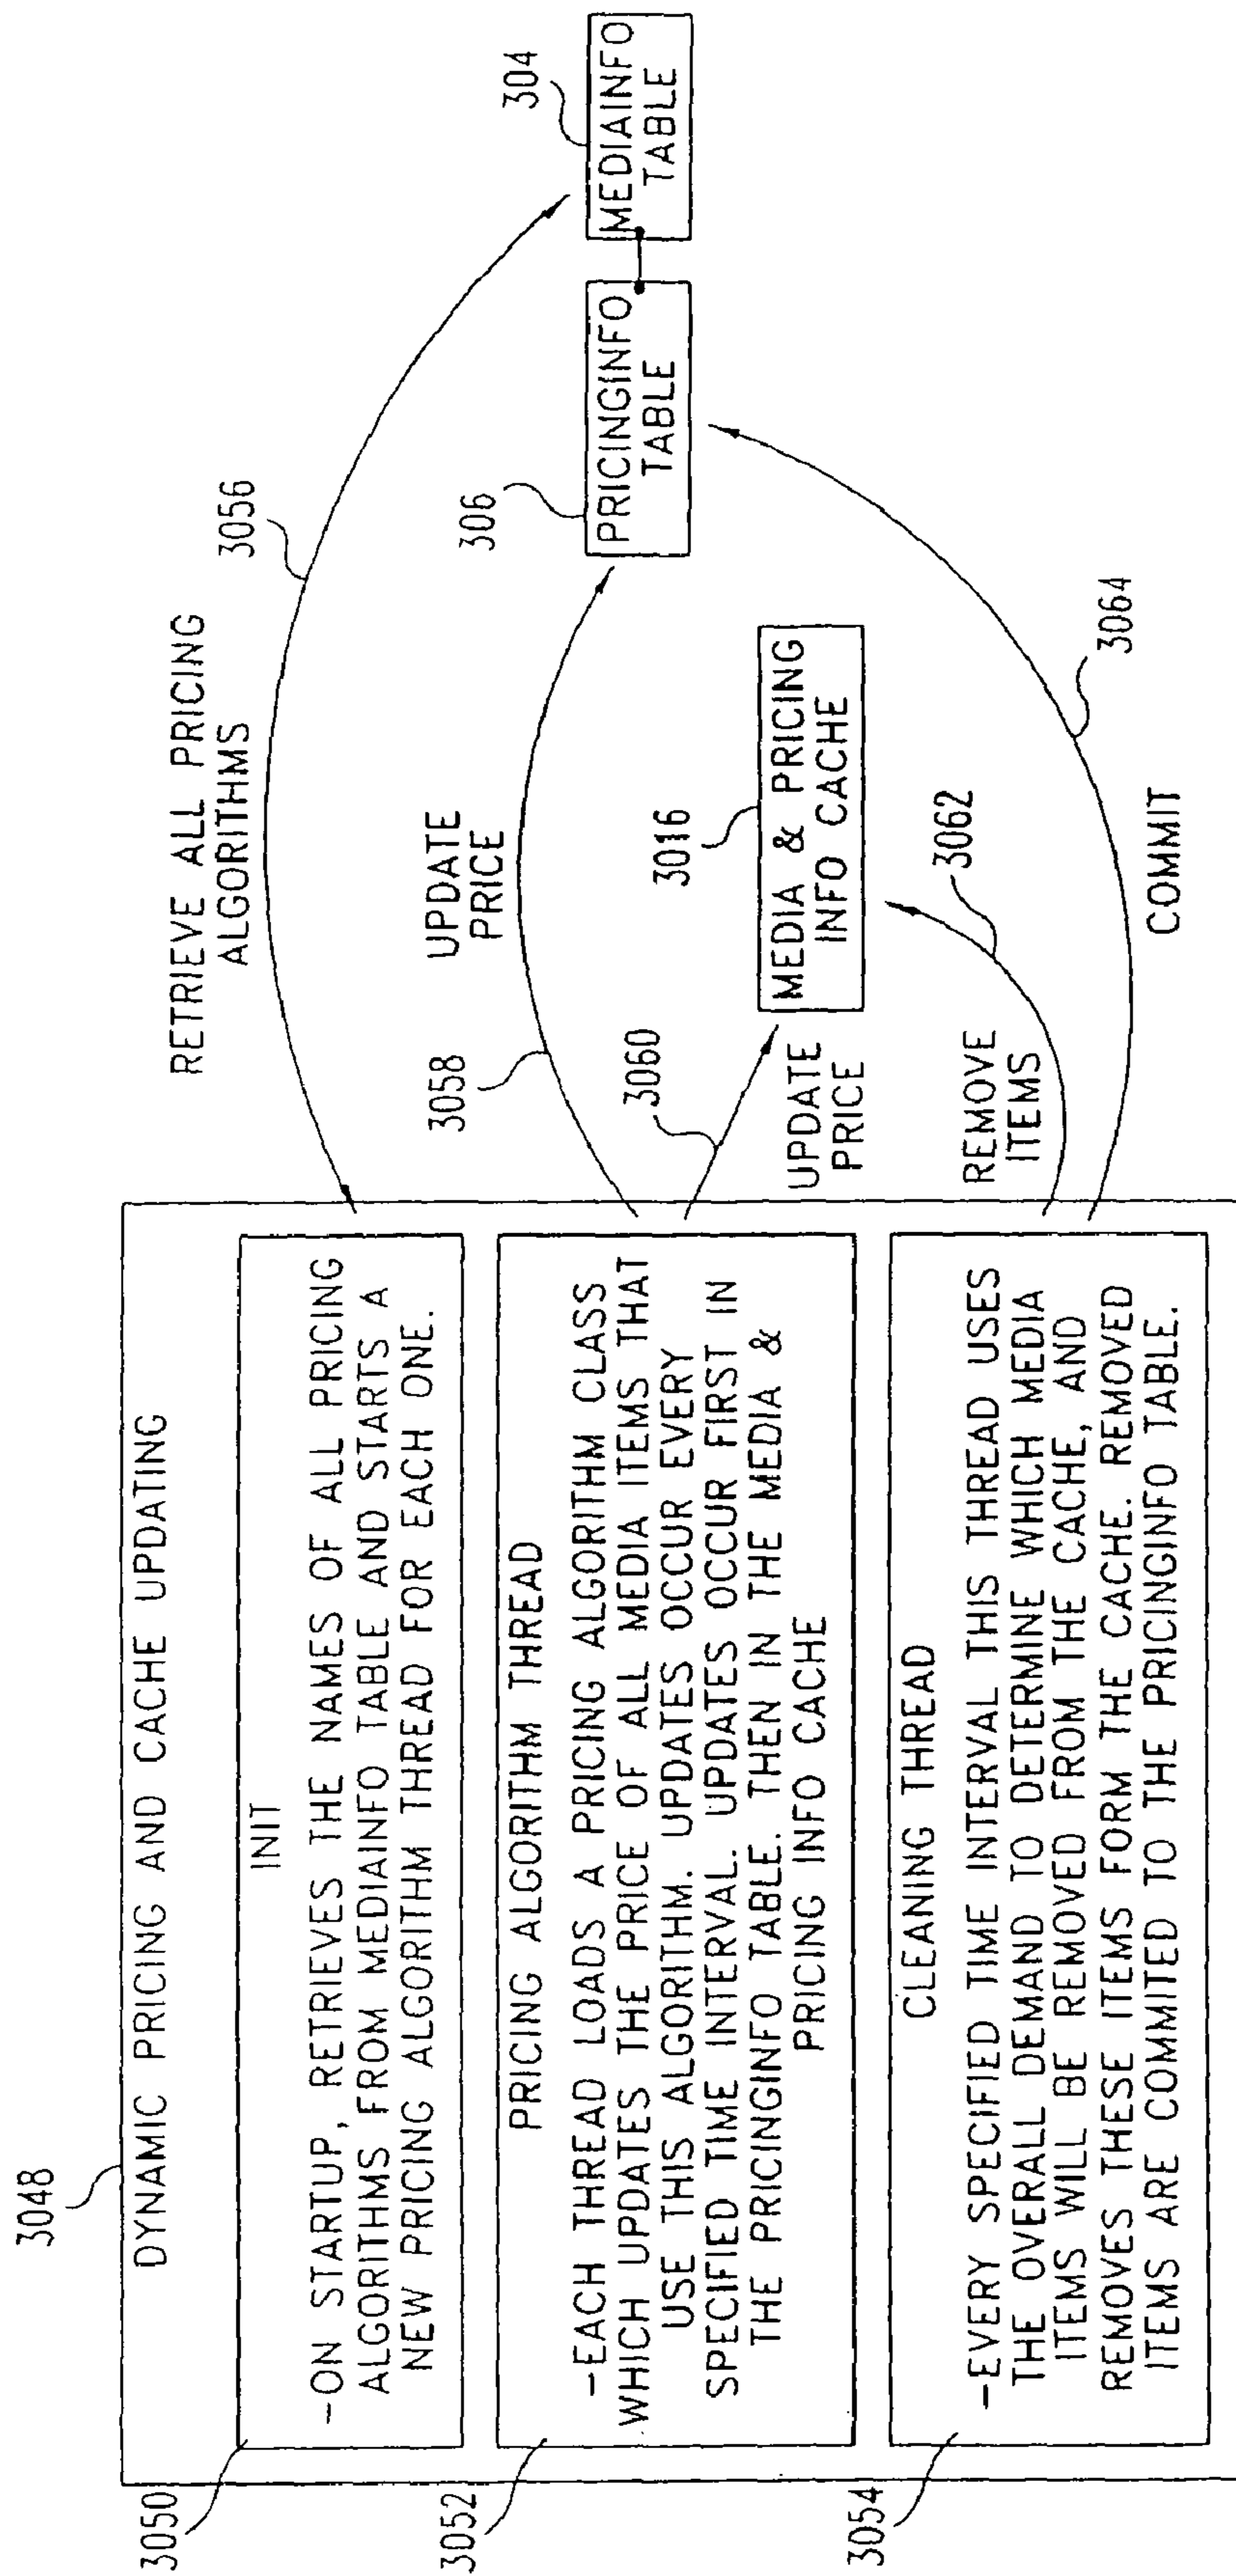 3048
DYNAMIC PRICING AND CACHE UPDATING
3050
INIT
-ON STARTUP, RETRIEVES THE NAMES OF ALL PRICING
ALGORITHMS FROM MEDIAINFO TABLE AND STARTS A
NEW PRICING ALGORITHM THREAD FOR EACH ONE.
3052
PRICING ALGORITHM THREAD
-EACH THREAD LOADS A PRICING ALGORITHM CLASS
WHICH UPDATES THE PRICE OF ALL MEDIA ITEMS THAT
USE THIS ALGORITHM. UPDATES OCCUR EVERY
SPECIFIED TIME INTERVAL. UPDATES OCCUR FIRST IN
THE PRICINGINFO TABLE. THEN IN THE MEDIA &
PRICING INFO CACHE
3054
CLEANING THREAD
-EVERY SPECIFIED TIME INTERVAL THIS THREAD USES
THE OVERALL DEMAND TO DETERMINE WHICH MEDIA
ITEMS WILL BE REMOVED FROM THE CACHE, AND
REMOVES THESE ITEMS FORM THE CACHE. REMOVED
ITEMS ARE COMMITED TO THE PRICINGINFO TABLE.
RETRIEVE ALL PRICING
ALGORITHMS
3056
3058
UPDATE
PRICE
3060
UPDATE
PRICE
3016
MEDIA & PRICING
INFO CACHE
REMOVE
ITEMS
3062
COMMIT
3064
306
PRICINGINFO
TABLE
304
MEDIAINFO
TABLE